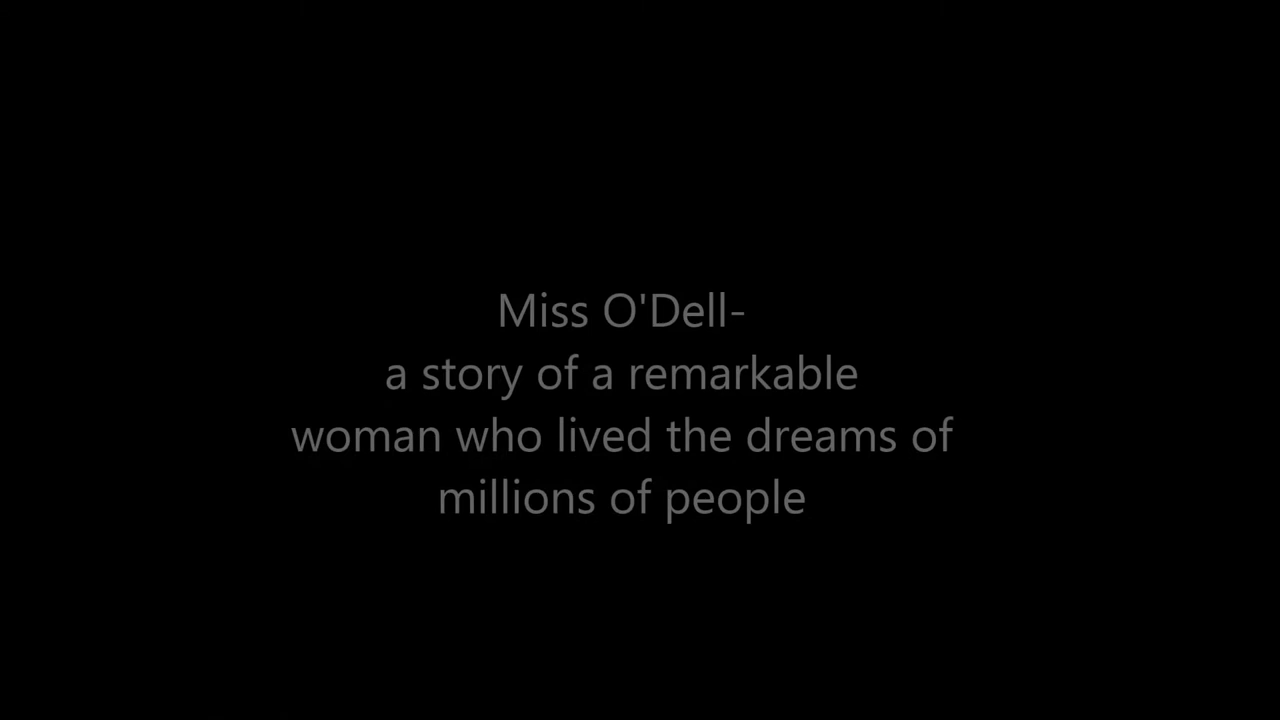 Miss O'Dell-
a story of a remarkable
woman who lived the dreams of
millions of people